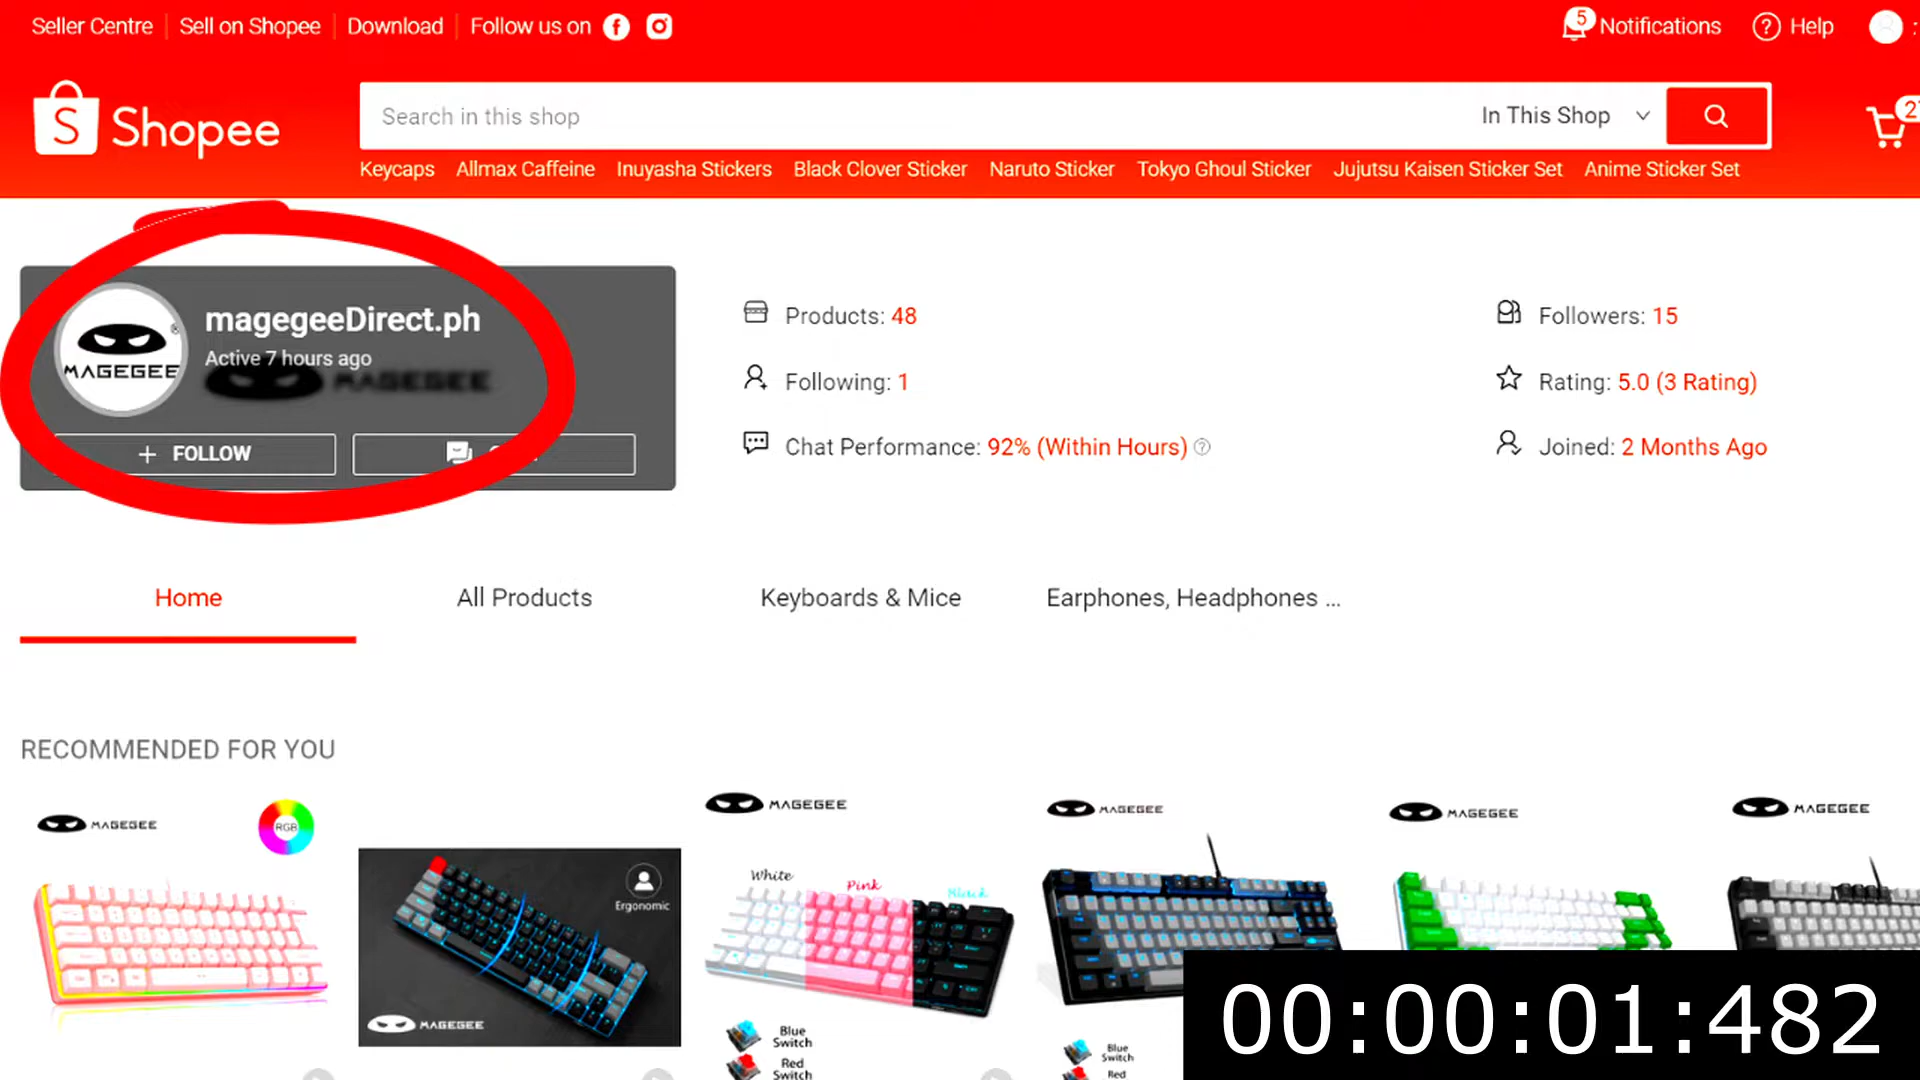 Seller Centre
Sell on Shopee
Download
Follow us on
5
Notifications
Help
Shopee
Search in this shop
In This Shop
Keycaps
Allmax Caffeine
Inuyasha Stickers
Black Clover Sticker
Naruto Sticker
Tokyo Ghoul Sticker
Jujutsu Kaisen Sticker Set
Anime Sticker Set
MAGEGEE
magegeeDirect.ph
Active 7 hours ago
MAGEGEE
+ FOLLOW
Products: 48
Followers: 15
Following: 1
Rating: 5.0 (3 Rating)
Chat Performance: 92% (Within Hours)
Joined: 2 Months Ago
Home
All Products
Keyboards & Mice
Earphones, Headphones ...
RECOMMENDED FOR YOU
MAGEGEE
RGB
Ergonomic
MAGEGEE
MAGEGEE
White
Pink
Black
Blue
Switch
Red
Switch
MAGEGEE
Blue
Switch
Red
MAGEGEE
MAGEGEE
00:00:01:482